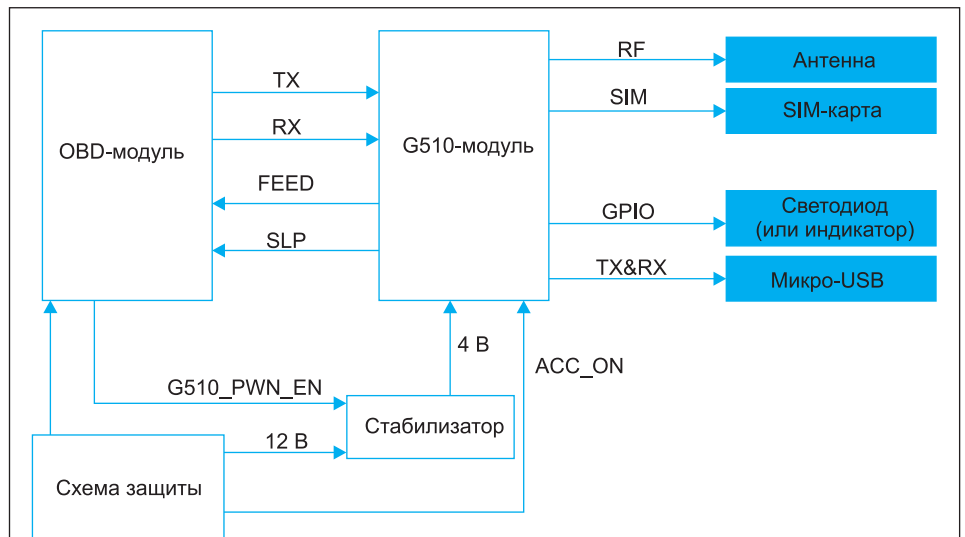 OBD-модуль
TX
RX
FEED
SLP
G510-модуль
RF
Антенна
SIM
SIM-карта
GPIO
Светодиод
(или индикатор)
TX&RX
Микро-USB
4 В
ACC_ON
G510_PWN_EN
12 В
Стабилизатор
Схема защиты